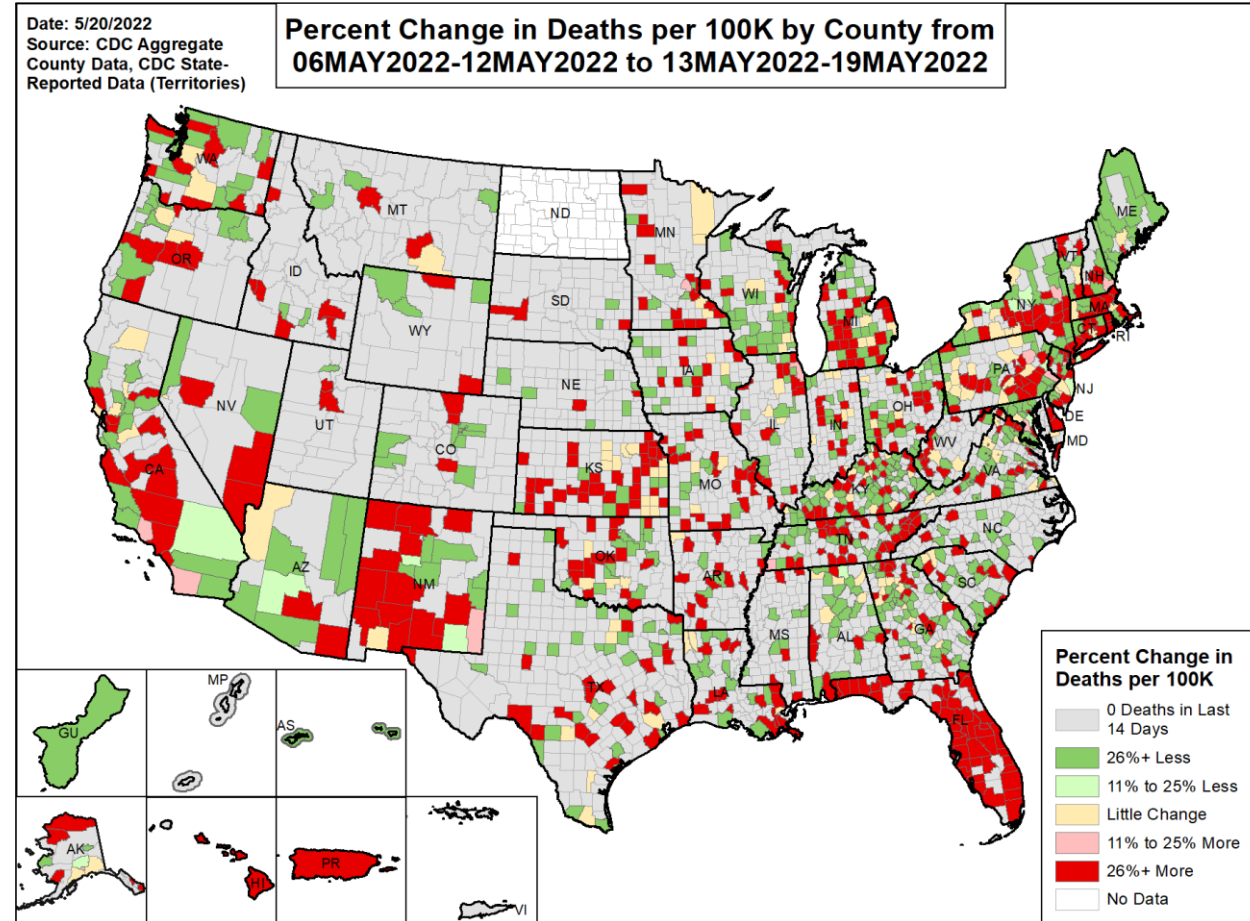 Date: 5/20/2022
Source: CDC Aggregate
County Data, CDC State-
Reported Data (Territories)
Percent Change in Deaths per 100K by County from
06MAY2022-12MAY2022 to 13MAY2022-19MAY2022
WA
MT
ND
MN
ME
OR
ID
SD
WI
MI
NY
VT
NH
MA
CT
RI
WY
IA
PA
NJ
NV
NE
IL
IN
OH
DE
MD
UT
CO
WV
VA
CA
KS
MO
KY
AZ
NM
OK
AR
TN
NC
SC
MS
AL
GA
TX
LA
FL
GU
MP
AS
AK
HI
PR
VI
Percent Change in
Deaths per 100K
0 Deaths in Last
14 Days
26%+ Less
11% to 25% Less
Little Change
11% to 25% More
26%+ More
No Data